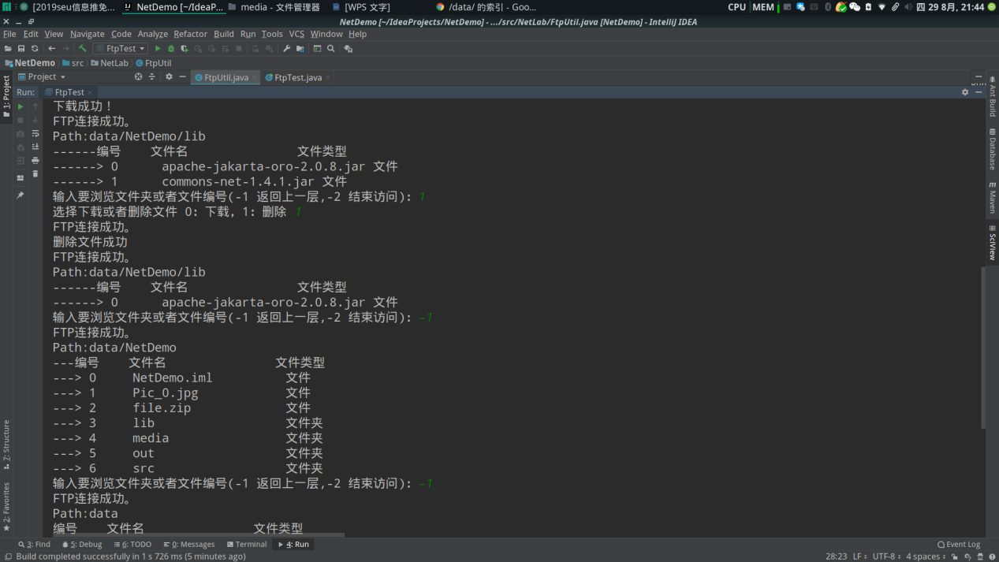 [2019seu信息推免... NetDemo [~/IdeaP... media - 文件管理器 [WPS 文字] /data/ 的索引 - Goo... CPU MEM 四 29 8月, 21:44
NetDemo [~/IdeaProjects/NetDemo] - .../src/NetLab/FtpUtil.java [NetDemo] - IntelliJ IDEA
File Edit View Navigate Code Analyze Refactor Build Run Tools VCS Window Help
FtpTest
NetDemo src NetLab FtpUtil
Project FtpUtil.java FtpTest.java
Run: FtpTest
下载成功！
FTP连接成功。
Path:data/NetDemo/lib
------编号 文件名 文件类型
------> 0 apache-jakarta-oro-2.0.8.jar 文件
------> 1 commons-net-1.4.1.jar 文件
输入要浏览文件夹或者文件编号(-1 返回上一层,-2 结束访问): 1
选择下载或者删除文件 0: 下载, 1: 删除 1
FTP连接成功。
删除文件成功
FTP连接成功。
Path:data/NetDemo/lib
------编号 文件名 文件类型
------> 0 apache-jakarta-oro-2.0.8.jar 文件
输入要浏览文件夹或者文件编号(-1 返回上一层,-2 结束访问): -1
FTP连接成功。
Path:data/NetDemo
---编号 文件名 文件类型
---> 0 NetDemo.iml 文件
---> 1 Pic_0.jpg 文件
---> 2 file.zip 文件
---> 3 lib 文件夹
---> 4 media 文件夹
---> 5 out 文件夹
---> 6 src 文件夹
输入要浏览文件夹或者文件编号(-1 返回上一层,-2 结束访问): -1
FTP连接成功。
Path:data
编号 文件名 文件类型
1: Project
7: Structure
2: Favorites
Ant Build
Database
m Maven
SciView
3: Find 5: Debug 6: TODO 0: Messages Terminal 4: Run Event Log
Build completed successfully in 1 s 726 ms (5 minutes ago) 28:23 LF UTF-8 4 spaces